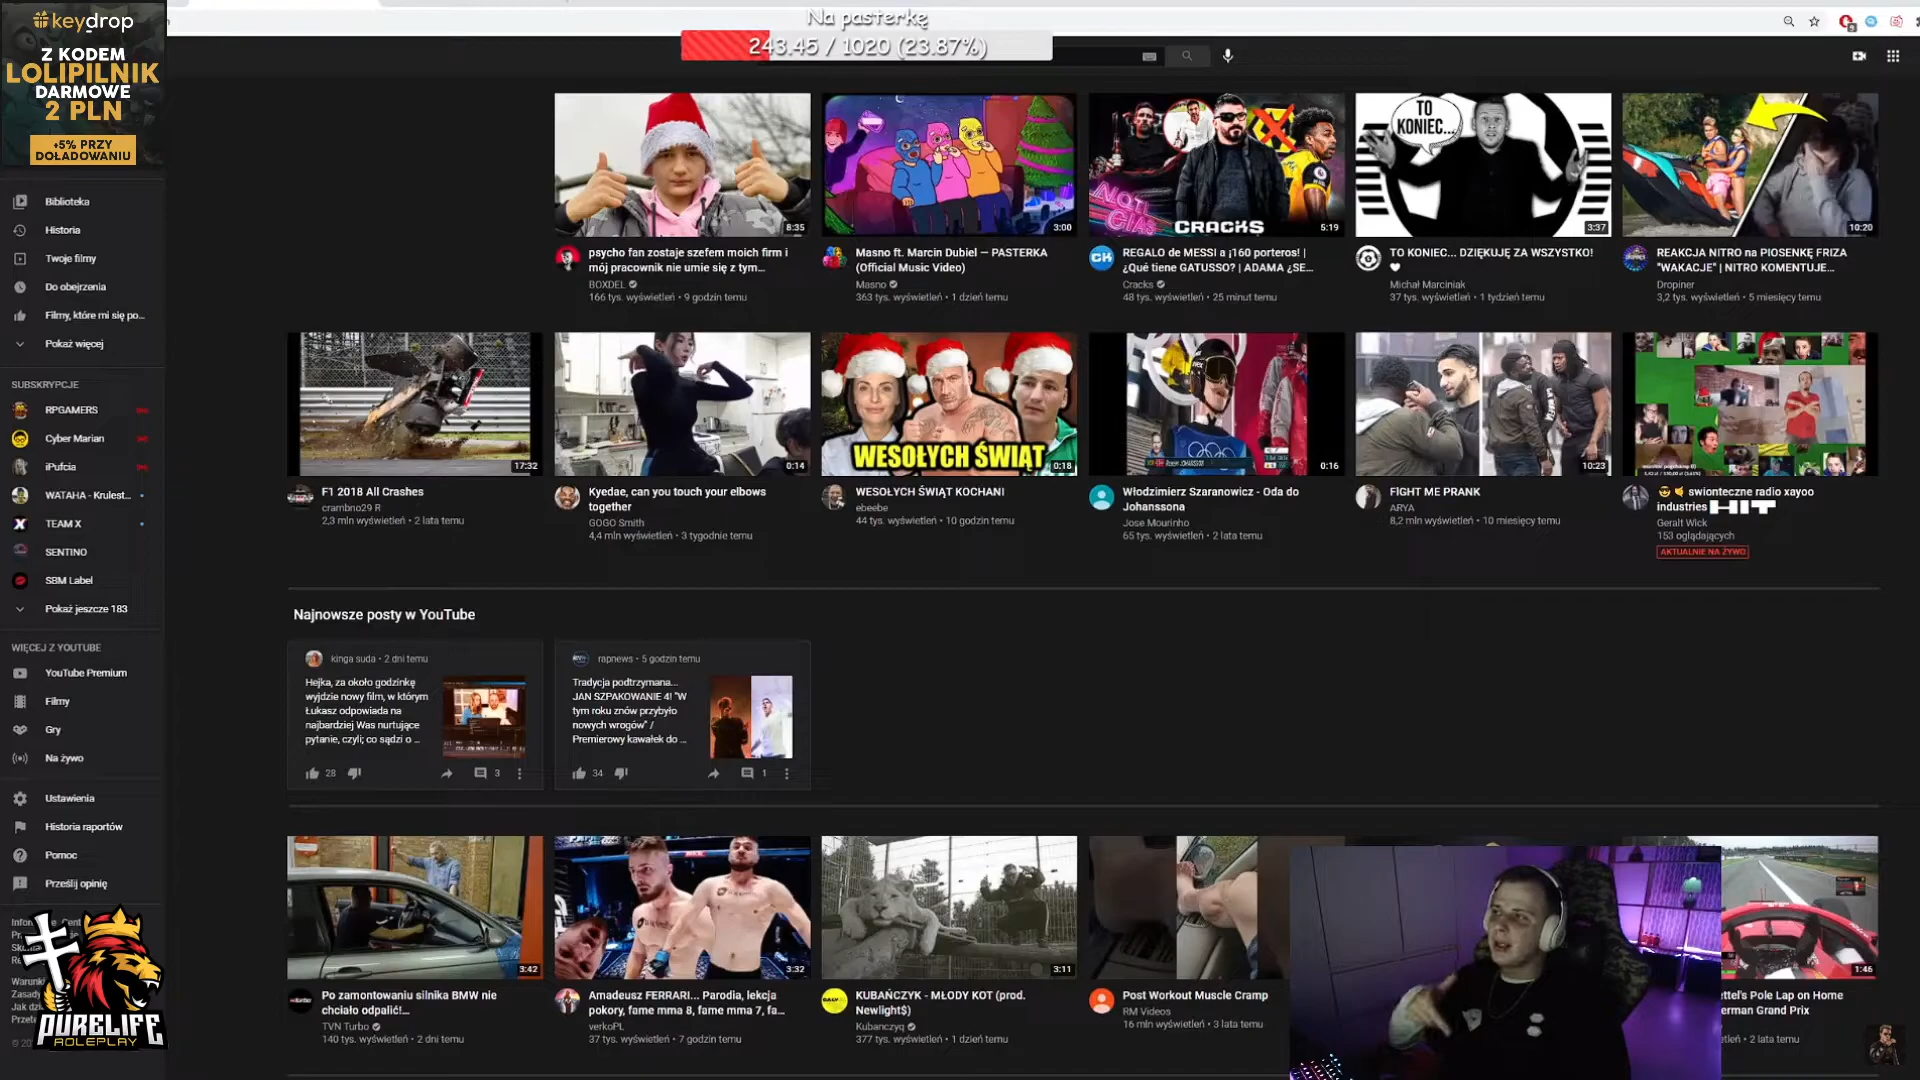 keydrop
Z KODEM
LOLIPILNIK
DARMOWE
2 PLN
+5% PRZY
DOŁADOWANIU
Na pasterkę
243.45 / 1020 (23.87%)
Biblioteka
Historia
Twoje filmy
Do obejrzenia
Filmy, które mi się po...
Pokaż więcej
SUBSKRYPCJE
RPGAMERS
Cyber Marian
iPufcia
WATAHA - Krulest...
TEAM X
SENTINO
SBM Label
Pokaż jeszcze 183
WIĘCEJ Z YOUTUBE
YouTube Premium
Filmy
Gry
Na żywo
Ustawienia
Historia raportów
Pomoc
Prześlij opinię
PURELIFE
ROLEPLAY
8:35
psycho fan zostaje szefem moich firm i
mój pracownik nie umie się z tym...
BOXDEL
166 tys. wyświetleń • 9 godzin temu
3:00
Masno ft. Marcin Dubiel — PASTERKA
(Official Music Video)
Masno
363 tys. wyświetleń • 1 dzień temu
CRACKS
5:19
REGALO de MESSI a ¡160 porteros! |
¿Qué tiene GATUSSO? | ADAMA ¿SE...
Cracks
48 tys. wyświetleń • 25 minut temu
TO
KONIEC...
3:37
TO KONIEC... DZIĘKUJĘ ZA WSZYSTKO!
Michał Marciniak
37 tys. wyświetleń • 1 tydzień temu
10:20
REAKCJA NITRO na PIOSENKĘ FRIZA
"WAKACJE" | NITRO KOMENTUJE...
Dropiner
3,2 tys. wyświetleń • 5 miesięcy temu
17:32
F1 2018 All Crashes
crambno29 R
2,3 mln wyświetleń • 2 lata temu
0:14
Kyedae, can you touch your elbows
together
GOGO Smith
4,4 mln wyświetleń • 3 tygodnie temu
WESOŁYCH ŚWIĄT
0:18
WESOŁYCH ŚWIĄT KOCHANI
ebeebe
44 tys. wyświetleń • 10 godzin temu
0:16
Włodzimierz Szaranowicz - Oda do
Johanssona
Jose Mourinho
65 tys. wyświetleń • 2 lata temu
10:23
FIGHT ME PRANK
ARYA
8,2 mln wyświetleń • 10 miesięcy temu
swionteczne radio xayoo
industries HIT
Geralt Wick
153 oglądających
AKTUALNIE NA ŻYWO
Najnowsze posty w YouTube
kinga suda • 2 dni temu
Hejka, za około godzinkę
wyjdzie nowy film, w którym
Łukasz odpowiada na
najbardziej Was nurtujące
pytanie, czyli; co sądzi o ...
28
3
rapnews • 5 godzin temu
Tradycja podtrzymana...
JAN SZPAKOWANIE 4! "W
tym roku znów przybyło
nowych wrogów" /
Premierowy kawałek do ...
34
1
3:42
Po zamontowaniu silnika BMW nie
chciało odpalić!...
TVN Turbo
140 tys. wyświetleń • 2 dni temu
3:32
Amadeusz FERRARI... Parodia, lekcja
pokory, fame mma 8, fame mma 7, fa...
verkoPL
37 tys. wyświetleń • 7 godzin temu
3:11
KUBAŃCZYK - MŁODY KOT (prod.
Newlight$)
Kubanczyq
377 tys. wyświetleń • 1 dzień temu
Post Workout Muscle Cramp
RM Videos
16 mln wyświetleń • 3 lata temu
1:46
ettel's Pole Lap on Home
erman Grand Prix
tleń • 2 lata temu